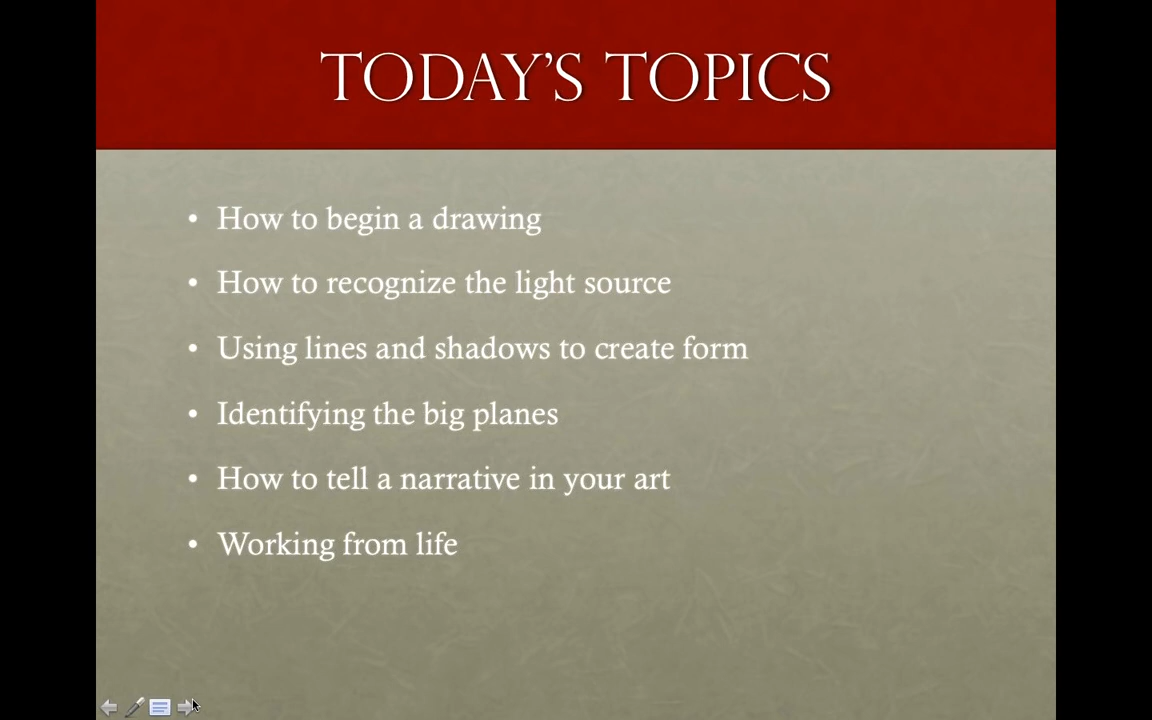 TODAY’S TOPICS
• How to begin a drawing
• How to recognize the light source
• Using lines and shadows to create form
• Identifying the big planes
• How to tell a narrative in your art
• Working from life